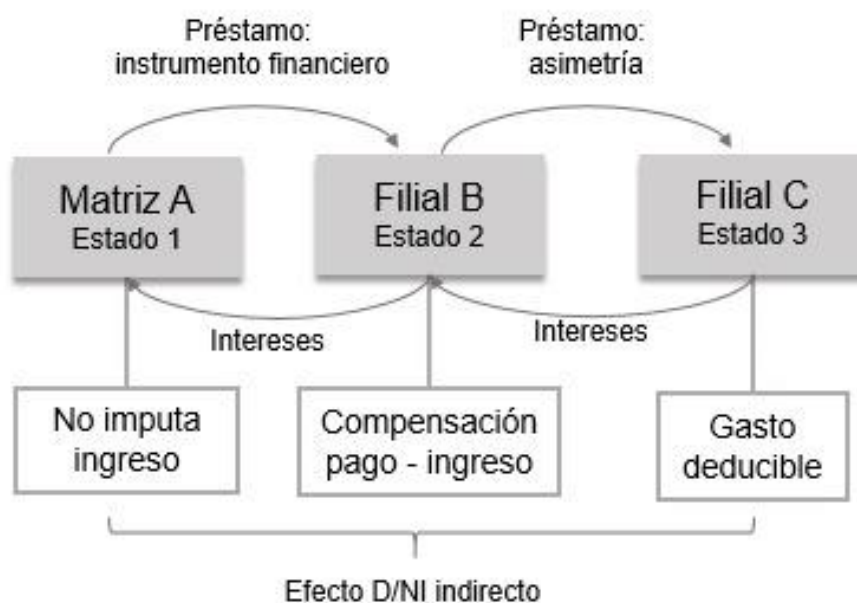 Préstamo:
instrumento financiero
Préstamo:
asimetría
Matriz A
Estado 1
Filial B
Estado 2
Filial C
Estado 3
Intereses
Intereses
No imputa
ingreso
Compensación
pago - ingreso
Gasto
deducible
Efecto D/NI indirecto